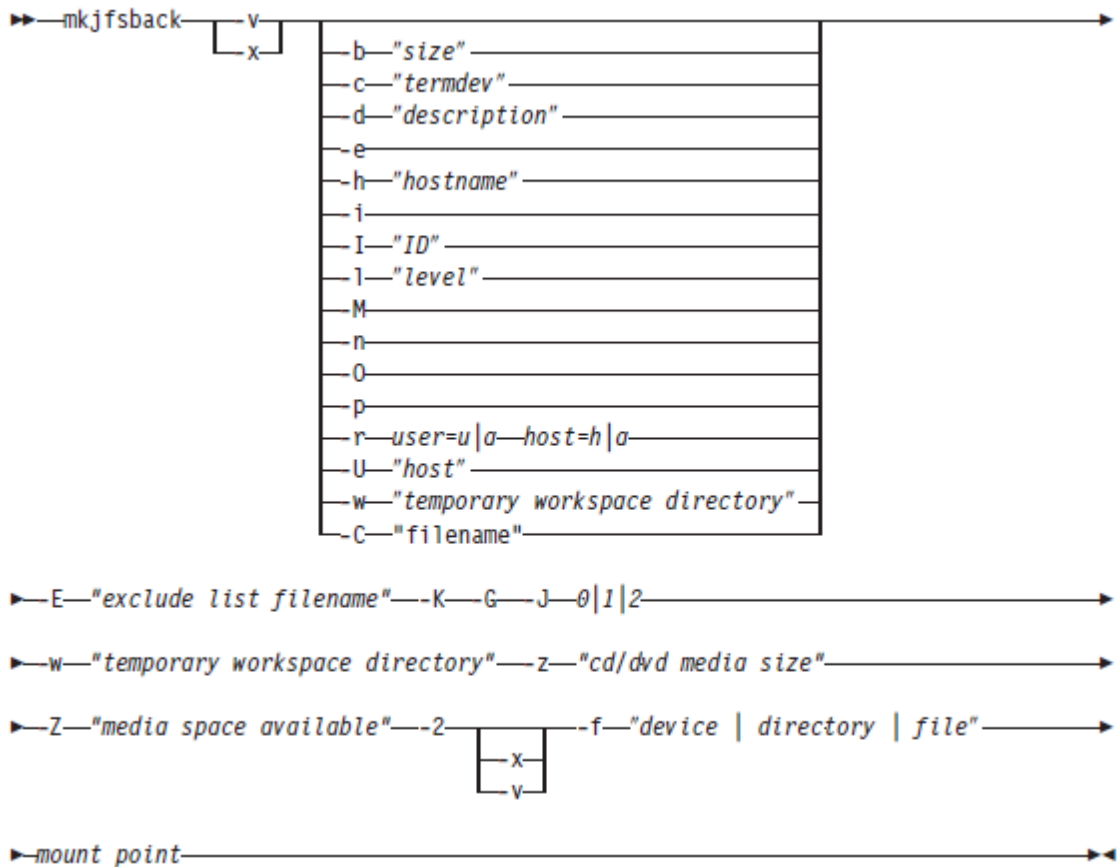 mkjfsback -v
-x
-b "size"
-c "termdev"
-d "description"
-e
-h "hostname"
-i
-I "ID"
-l "level"
-M
-n
-O
-p
-r user=u|a host=h|a
-U "host"
-w "temporary workspace directory"
-C "filename"
-E "exclude list filename" -K -G -J 0|1|2
-w "temporary workspace directory" -z "cd/dvd media size"
-Z "media space available" -2 -f "device | directory | file"
-x
-v
mount point